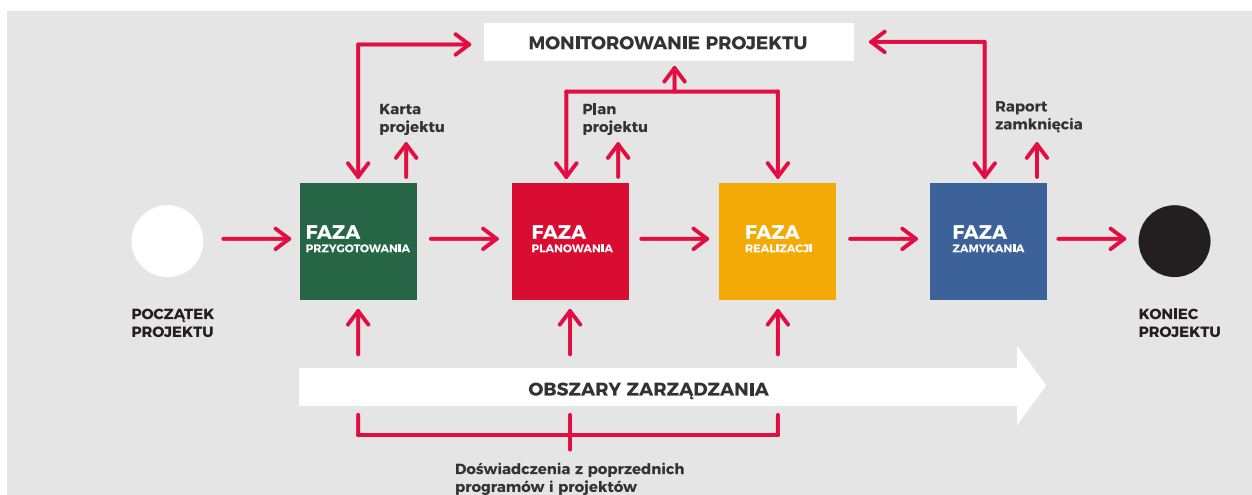 MONITOROWANIE PROJEKTU
Karta
projektu
Plan
projektu
Raport
zamknięcia
FAZA
PRZYGOTOWANIA
FAZA
PLANOWANIA
FAZA
REALIZACJI
FAZA
ZAMYKANIA
POCZĄTEK
PROJEKTU
KONIEC
PROJEKTU
OBSZARY ZARZĄDZANIA
Doświadczenia z poprzednich
programów i projektów